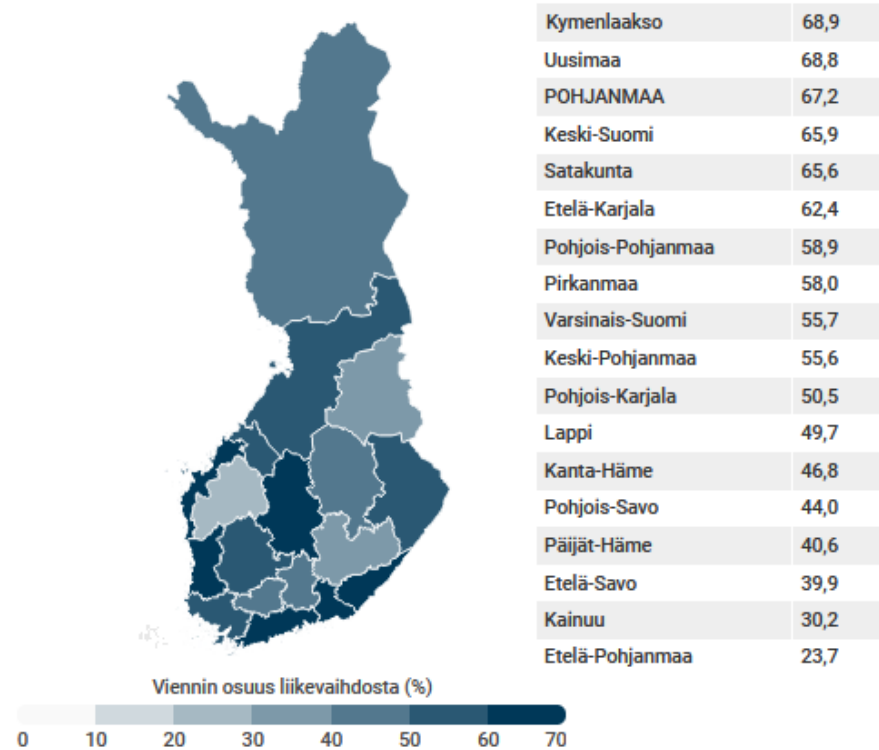 Kymenlaakso 68,9
Uusimaa 68,8
POHJANMAA 67,2
Keski-Suomi 65,9
Satakunta 65,6
Etelä-Karjala 62,4
Pohjois-Pohjanmaa 58,9
Pirkanmaa 58,0
Varsinais-Suomi 55,7
Keski-Pohjanmaa 55,6
Pohjois-Karjala 50,5
Lappi 49,7
Kanta-Häme 46,8
Pohjois-Savo 44,0
Päijät-Häme 40,6
Etelä-Savo 39,9
Kainuu 30,2
Etelä-Pohjanmaa 23,7
Viennin osuus liikevaihdosta (%)
0 10 20 30 40 50 60 70